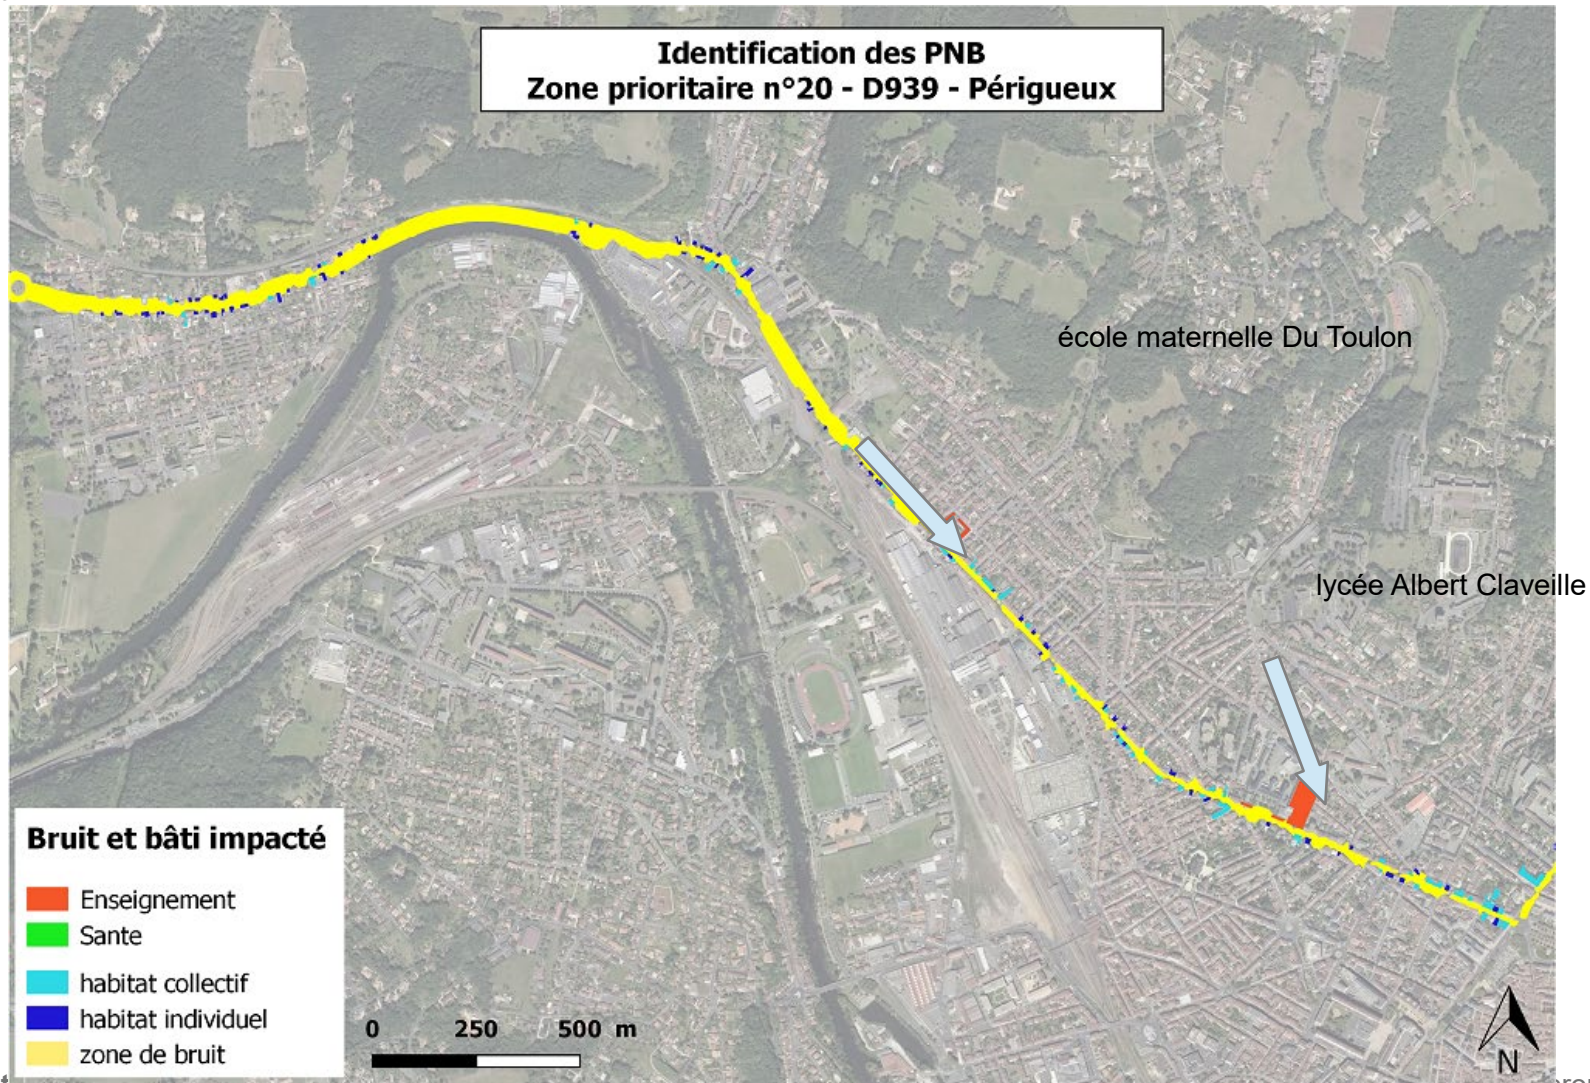 Identification des PNB
Zone prioritaire n°20 - D939 - Périgueux
école maternelle Du Toulon
lycée Albert Claveille
Bruit et bâti impacté
Enseignement
Sante
habitat collectif
habitat individuel
zone de bruit
0 250 500 m
N